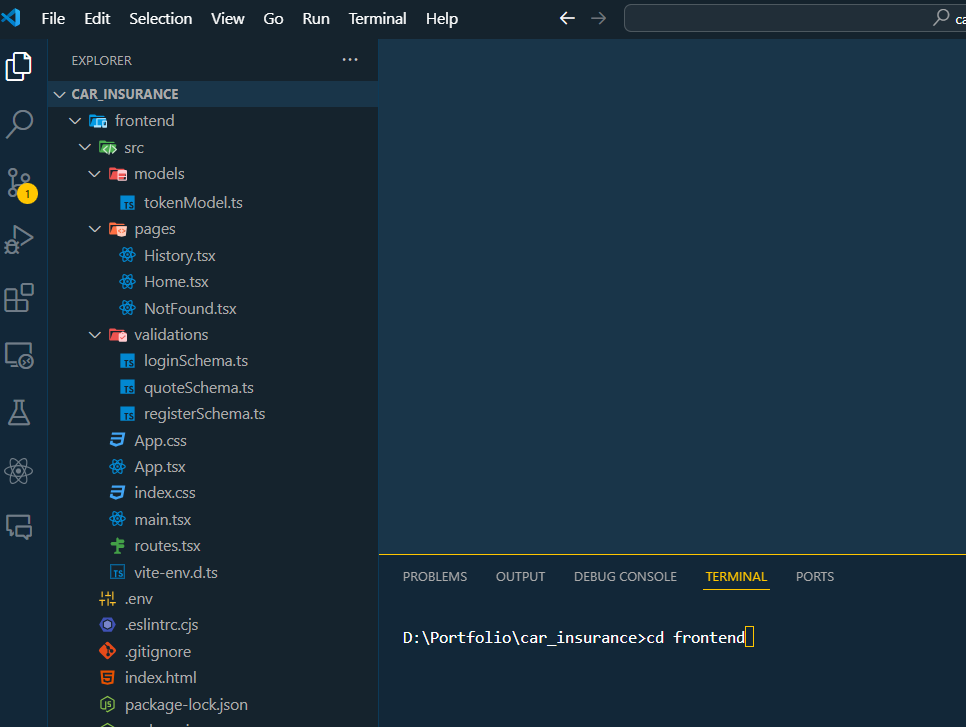 File Edit Selection View Go Run Terminal Help
EXPLORER
CAR_INSURANCE
frontend
src
models
tokenModel.ts
pages
History.tsx
Home.tsx
NotFound.tsx
validations
loginSchema.ts
quoteSchema.ts
registerSchema.ts
App.css
App.tsx
index.css
main.tsx
routes.tsx
vite-env.d.ts
.env
.eslintrc.cjs
.gitignore
index.html
package-lock.json
1
PROBLEMS OUTPUT DEBUG CONSOLE TERMINAL PORTS
D:\Portfolio\car_insurance>cd frontend